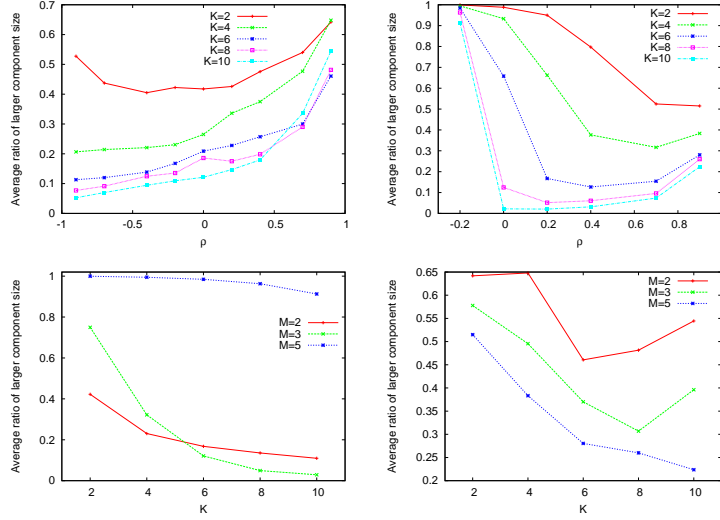 Average ratio of larger component size
0.7
0.6
0.5
0.4
0.3
0.2
0.1
0
-1
-0.5
0
0.5
1
ρ
K=2
K=4
K=6
K=8
K=10
Average ratio of larger component size
1
0.9
0.8
0.7
0.6
0.5
0.4
0.3
0.2
0.1
0
-0.2
0
0.2
0.4
0.6
0.8
1
ρ
K=2
K=4
K=6
K=8
K=10
Average ratio of larger component size
1
0.8
0.6
0.4
0.2
0
2
4
6
8
10
K
M=2
M=3
M=5
Average ratio of larger component size
0.65
0.6
0.55
0.5
0.45
0.4
0.35
0.3
0.25
0.2
2
4
6
8
10
K
M=2
M=3
M=5